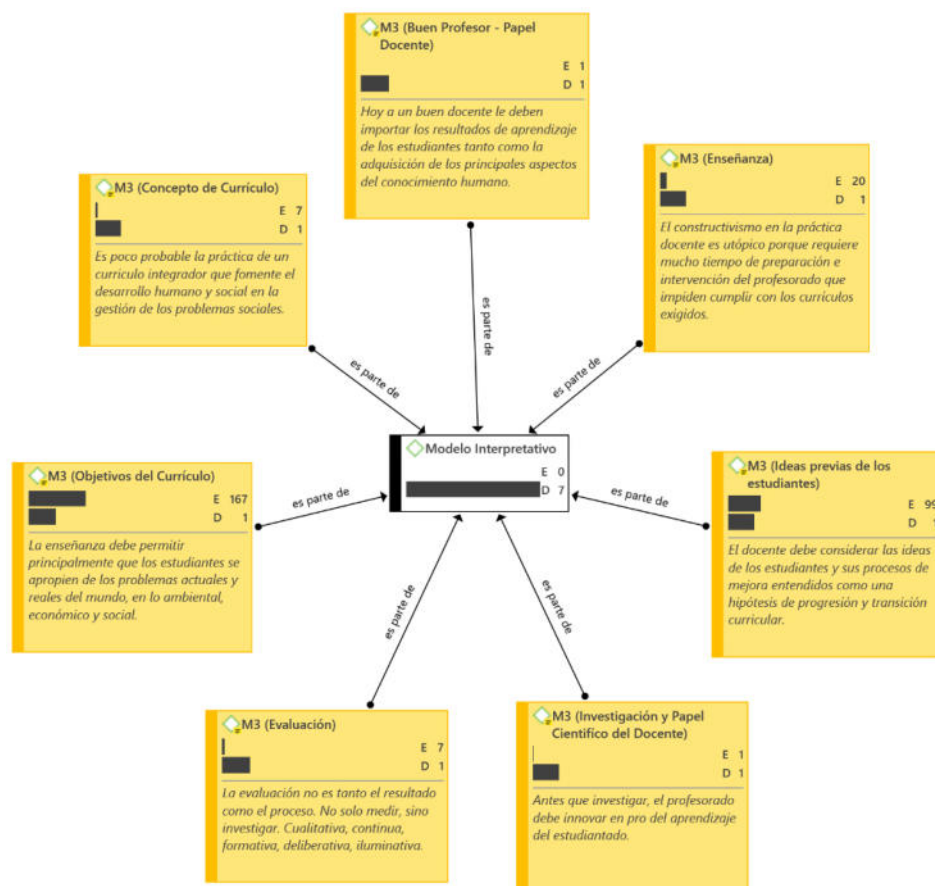 M3 (Buen Profesor - Papel
Docente)
E 1
D 1
Hoy a un buen docente le deben
importar los resultados de aprendizaje
de los estudiantes tanto como la
adquisición de los principales aspectos
del conocimiento humano.
M3 (Concepto de Currículo)
E 7
D 1
Es poco probable la práctica de un
currículo integrador que fomente el
desarrollo humano y social en la
gestión de los problemas sociales.
M3 (Enseñanza)
E 20
D 1
El constructivismo en la práctica
docente es utópico porque requiere
mucho tiempo de preparación e
intervención del profesorado que
impiden cumplir con los currículos
exigidos.
es parte de
es parte de
es parte de
Modelo Interpretativo
E 0
D 7
M3 (Objetivos del Currículo)
E 167
D 1
La enseñanza debe permitir
principalmente que los estudiantes se
apropien de los problemas actuales y
reales del mundo, en lo ambiental,
económico y social.
es parte de
es parte de
M3 (Ideas previas de los
estudiantes)
E 99
D 1
El docente debe considerar las ideas
de los estudiantes y sus procesos de
mejora entendidos como una
hipótesis de progresión y transición
curricular.
es parte de
es parte de
M3 (Evaluación)
E 7
D 1
La evaluación no es tanto el resultado
como el proceso. No solo medir, sino
investigar. Cualitativa, continua,
formativa, deliberativa, iluminativa.
M3 (Investigación y Papel
Cientifico del Docente)
E 1
D 1
Antes que investigar, el profesorado
debe innovar en pro del aprendizaje
del estudiantado.